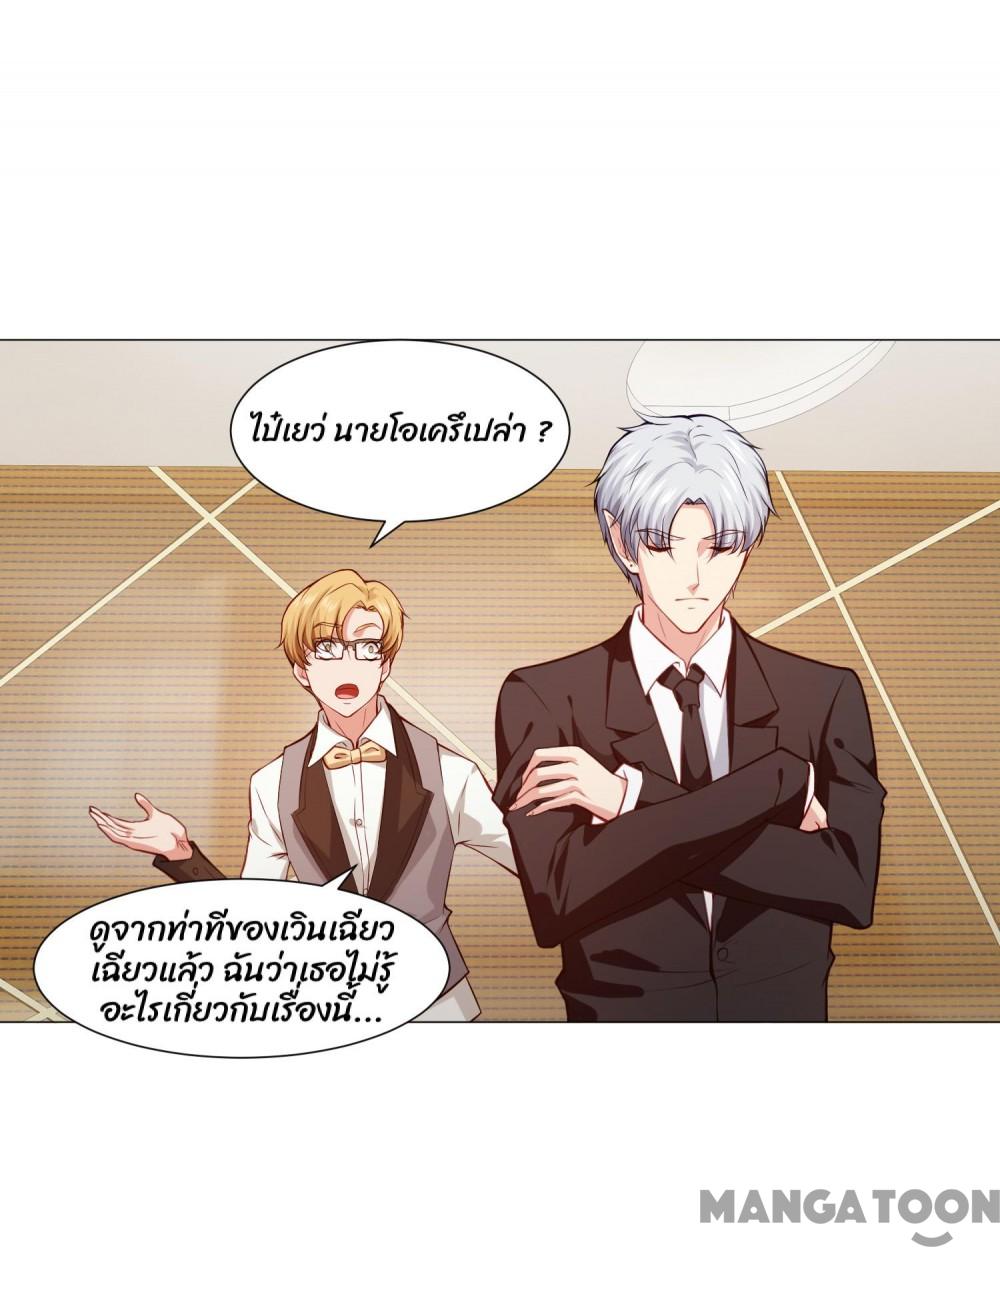 ไป๋เยว่ นายโอเครึเปล่า ?
ดูจากท่าทีของเวินเฉียว
เฉียวแล้ว ฉันว่าเธอไม่รู้
อะไรเกี่ยวกับเรื่องนี้...
MANGATOON